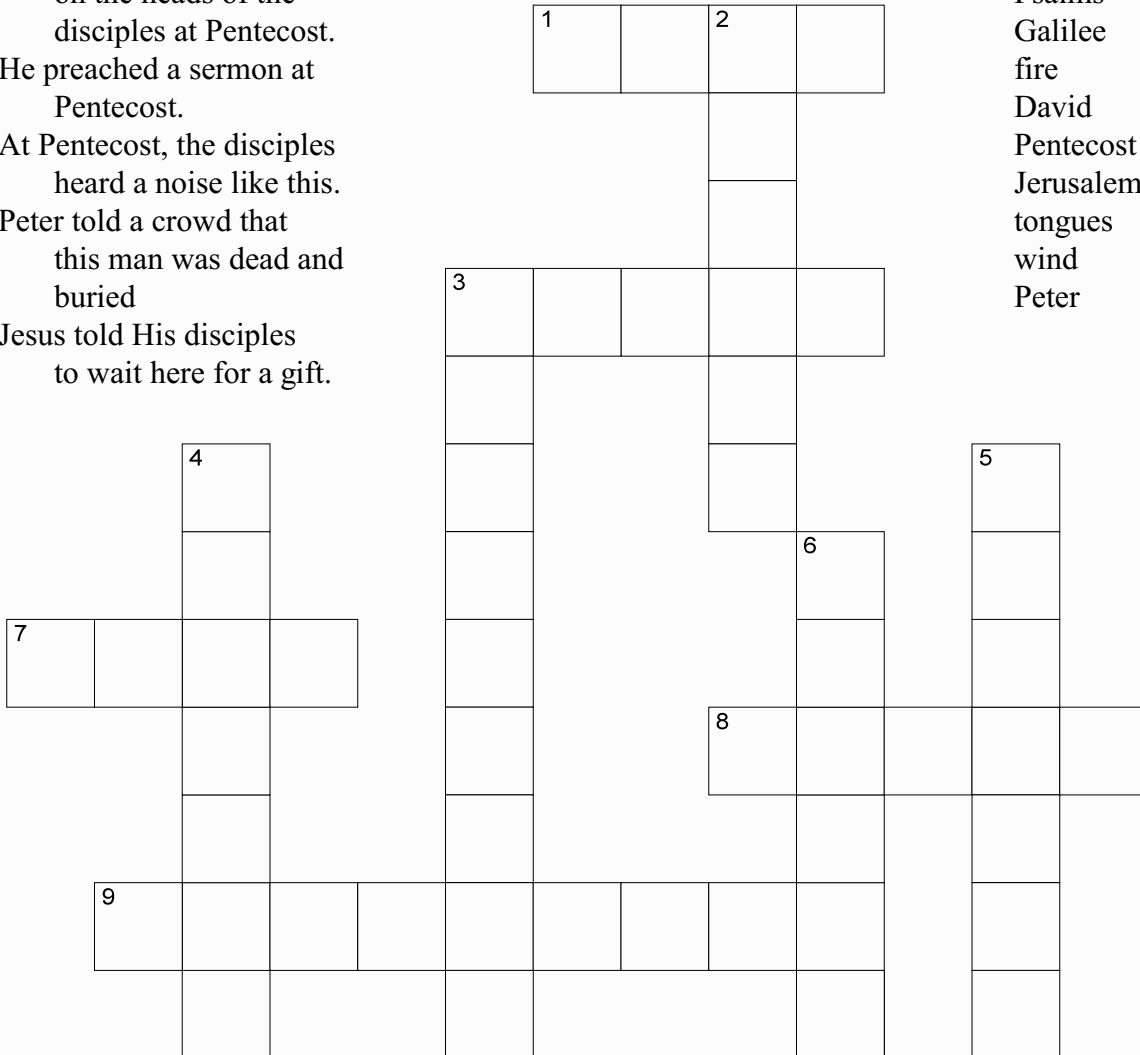 on the heads of the
disciples at Pentecost.
He preached a sermon at
Pentecost.
At Pentecost, the disciples
heard a noise like this.
Peter told a crowd that
this man was dead and
buried
Jesus told His disciples
to wait here for a gift.
Psalms
Galilee
fire
David
Pentecost
Jerusalem
tongues
wind
Peter
1
2
3
4
5
6
7
8
9